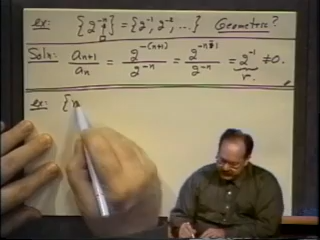 ex: {2^{-n}} = {2^{-1}, 2^{-2}, ...} Geometric?
Soln: a_{n+1}/a_n = 2^{-(n+1)}/2^{-n} = 2^{-n-1}/2^{-n} = 2^{-1} ≠ 0.
r.
ex: {n